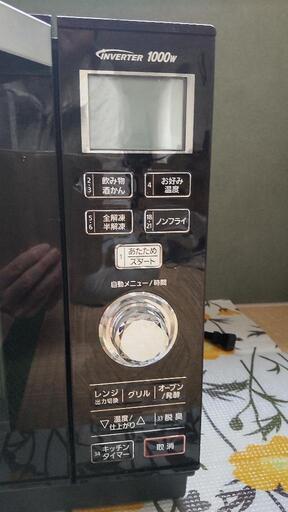 INVERTER 1000W
2 3 飲み物 酒かん
4 お好み 温度
5 6 全解凍 半解凍
18-21 ノンフライ
1 あたため スタート
自動メニュー/時間
レンジ 出力切換 グリル オーブン /発酵
▽ 温度/ 仕上がり △ 33 脱臭
34 キッチン タイマー 取消